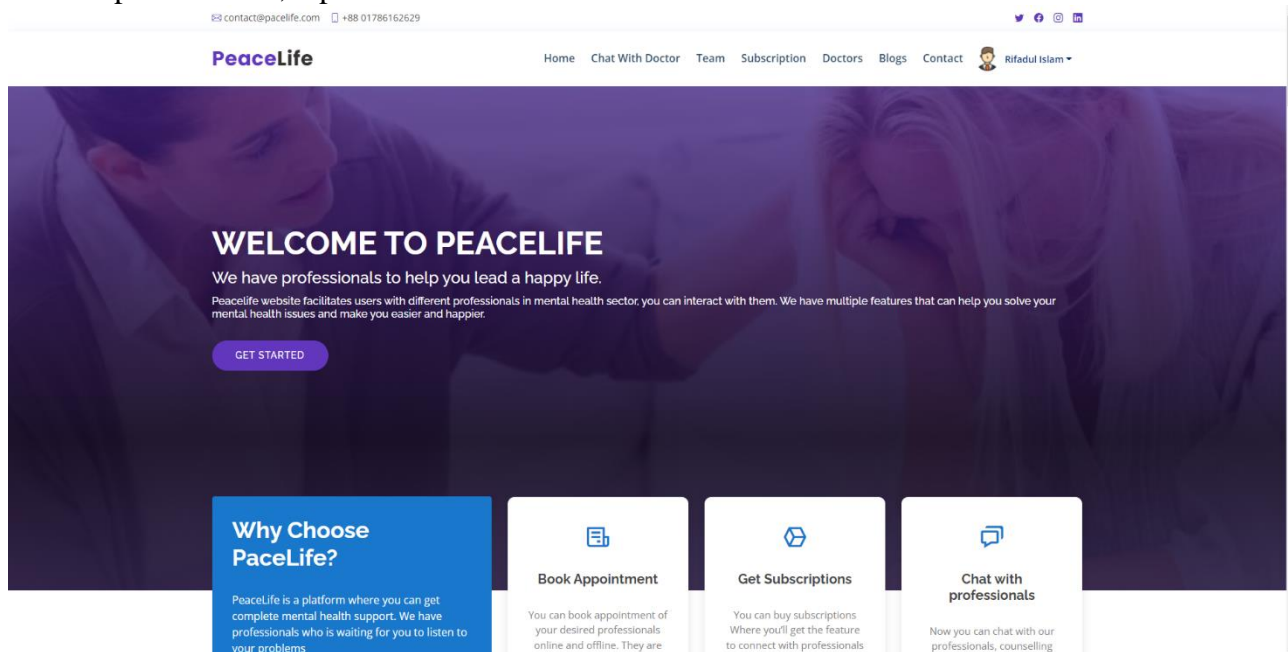 contact@pacelife.com +88 01786162629
PeaceLife
Home Chat With Doctor Team Subscription Doctors Blogs Contact Rifadul Islam
WELCOME TO PEACELIFE
We have professionals to help you lead a happy life.
Peacelife website facilitates users with different professionals in mental health sector, you can interact with them. We have multiple features that can help you solve your
mental health issues and make you easier and happier.
GET STARTED
Why Choose
PaceLife?
PeaceLife is a platform where you can get
complete mental health support. We have
professionals who is waiting for you to listen to
your problems
Book Appointment
You can book appointment of
your desired professionals
online and offline. They are
Get Subscriptions
You can buy subscriptions
Where you'll get the feature
to connect with professionals
Chat with
professionals
Now you can chat with our
professionals, counselling